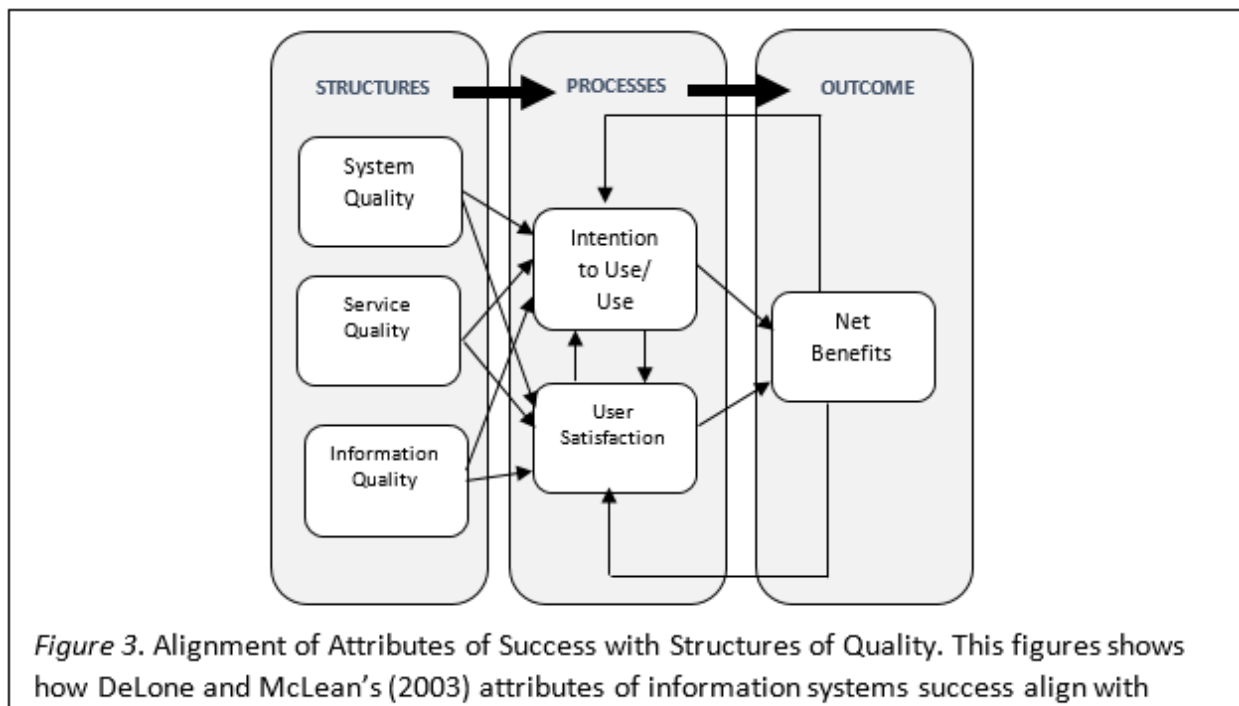 STRUCTURES
PROCESSES
OUTCOME
System
Quality
Service
Quality
Information
Quality
Intention
to Use/
Use
User
Satisfaction
Net
Benefits
Figure 3. Alignment of Attributes of Success with Structures of Quality. This figures shows
how DeLone and McLean's (2003) attributes of information systems success align with